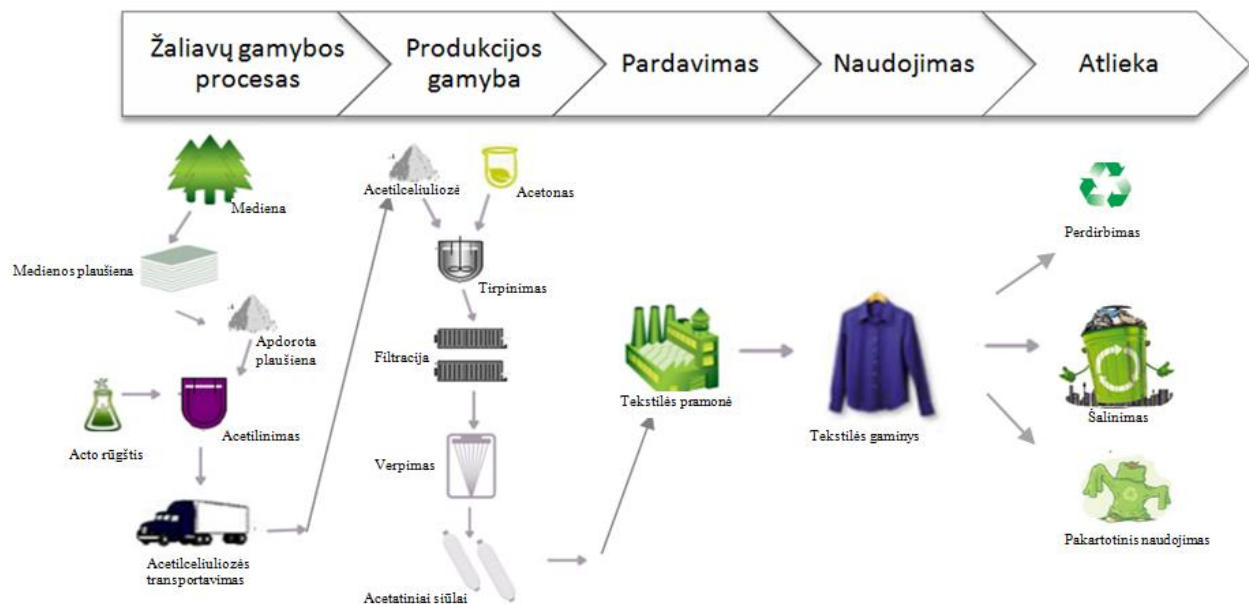 Žaliavų gamybos
procesas
Produkcijos
gamyba
Pardavimas
Naudojimas
Atlieka
Mediena
Medienos plaušiena
Apdorota
plaušiena
Acto rūgštis
Acetilinimas
Acetilceliuliozės
transportavimas
Acetilceliuliozė
Acetonas
Tirpinimas
Filtracija
Verpimas
Acetatiniai siūlai
Tekstilės pramonė
Tekstilės gaminys
Perdirbimas
Šalinimas
Pakartotinis naudojimas